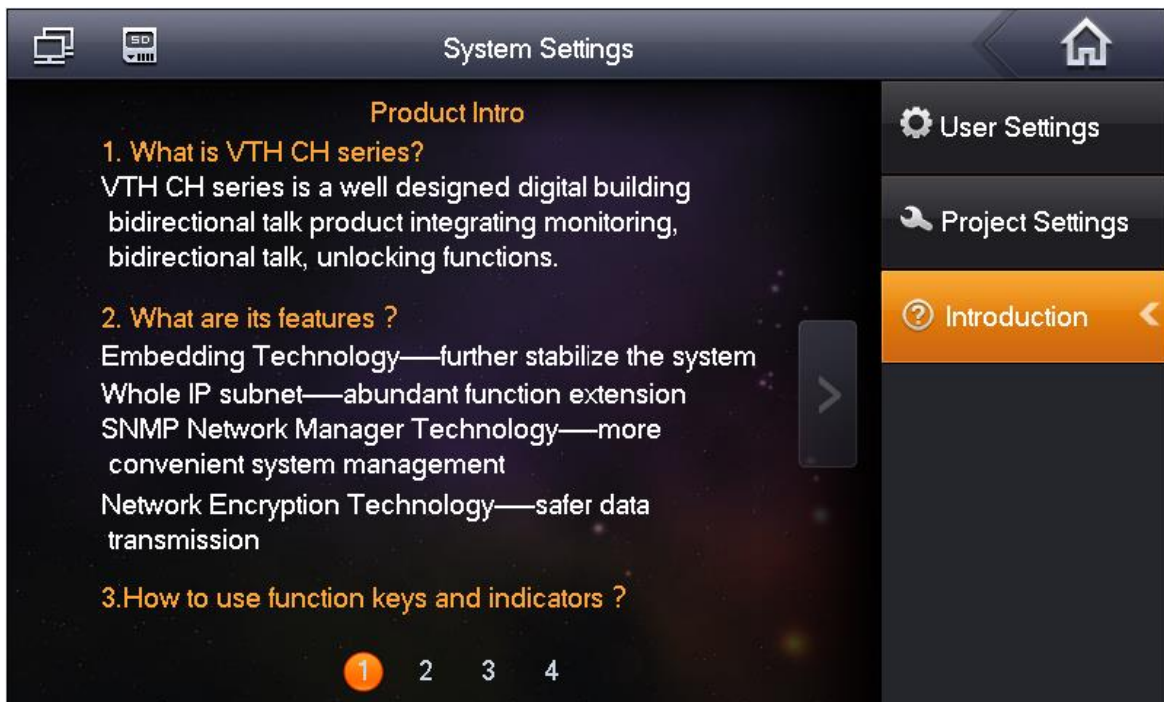 SD
System Settings
Product Intro
1. What is VTH CH series?
VTH CH series is a well designed digital building
bidirectional talk product integrating monitoring,
bidirectional talk, unlocking functions.
2. What are its features ?
Embedding Technology——further stabilize the system
Whole IP subnet——abundant function extension
SNMP Network Manager Technology——more
convenient system management
Network Encryption Technology——safer data
transmission
3.How to use function keys and indicators ?
1 2 3 4
User Settings
Project Settings
Introduction